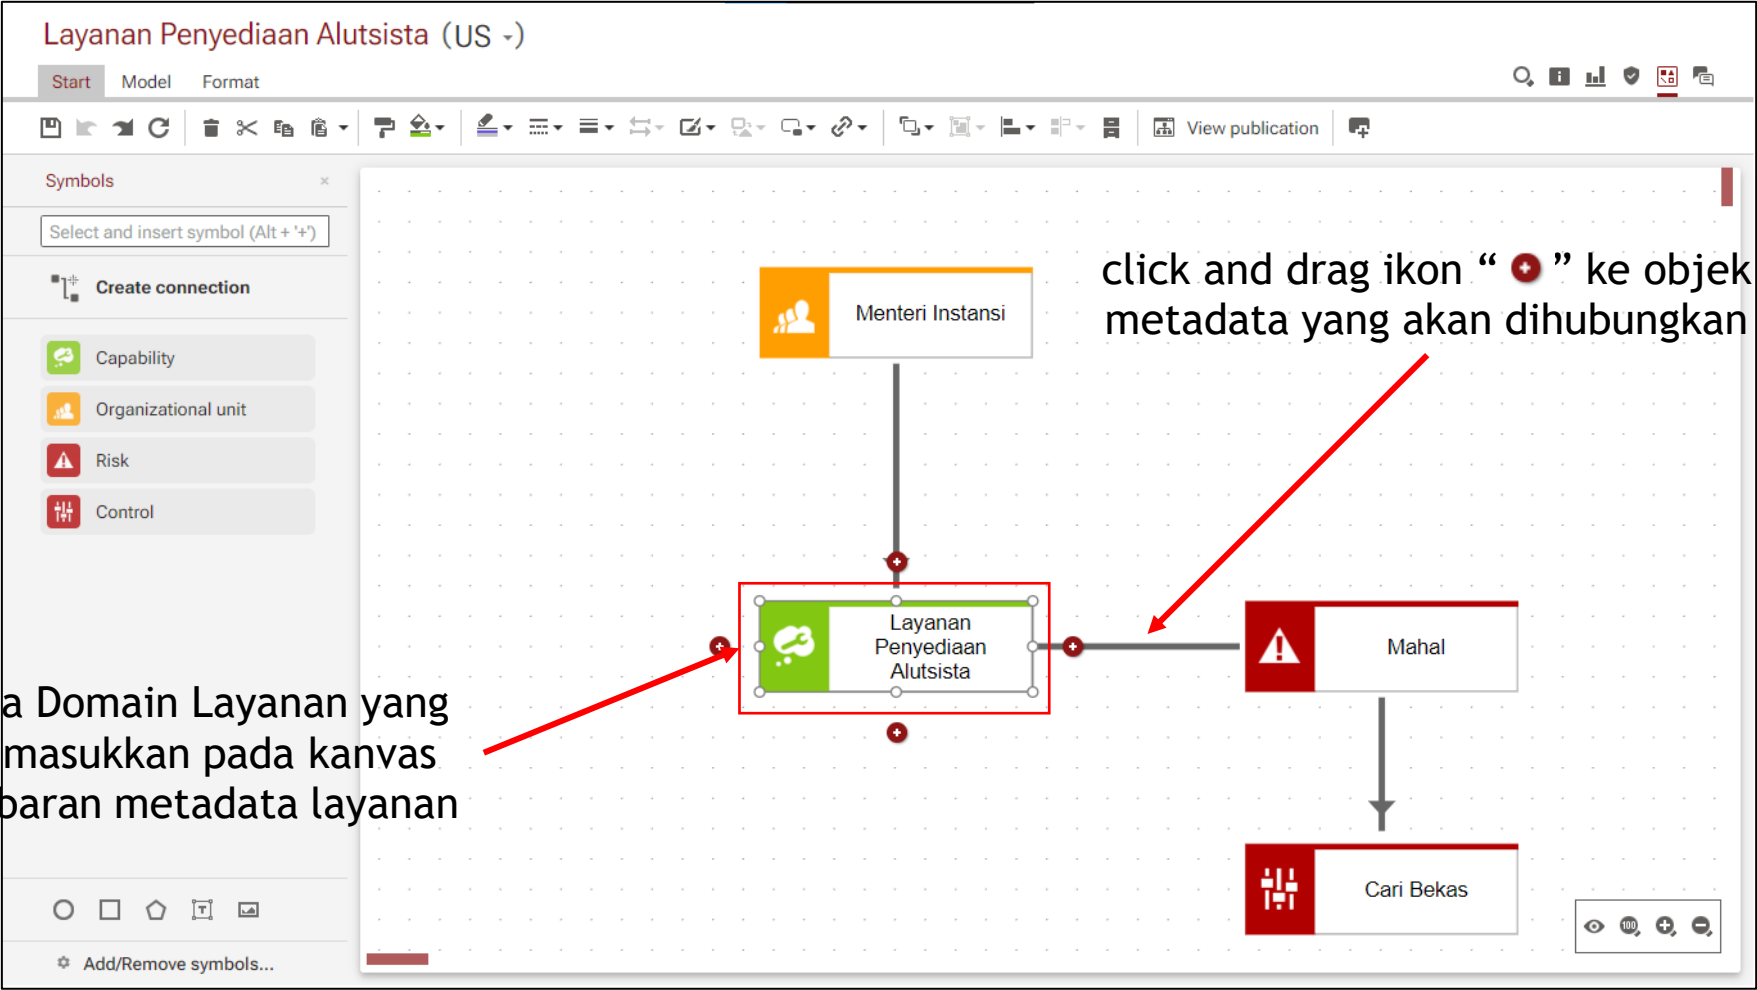 Layanan Penyediaan Alutsista (US -)
Start Model Format
View publication
Symbols ×
Select and insert symbol (Alt + '+')
Create connection
Capability
Organizational unit
Risk
Control
Menteri Instansi
click and drag ikon “ + ” ke objek
metadata yang akan dihubungkan
Layanan
Penyediaan
Alutsista
Mahal
a Domain Layanan yang
masukkan pada kanvas
baran metadata layanan
Cari Bekas
100
Add/Remove symbols...